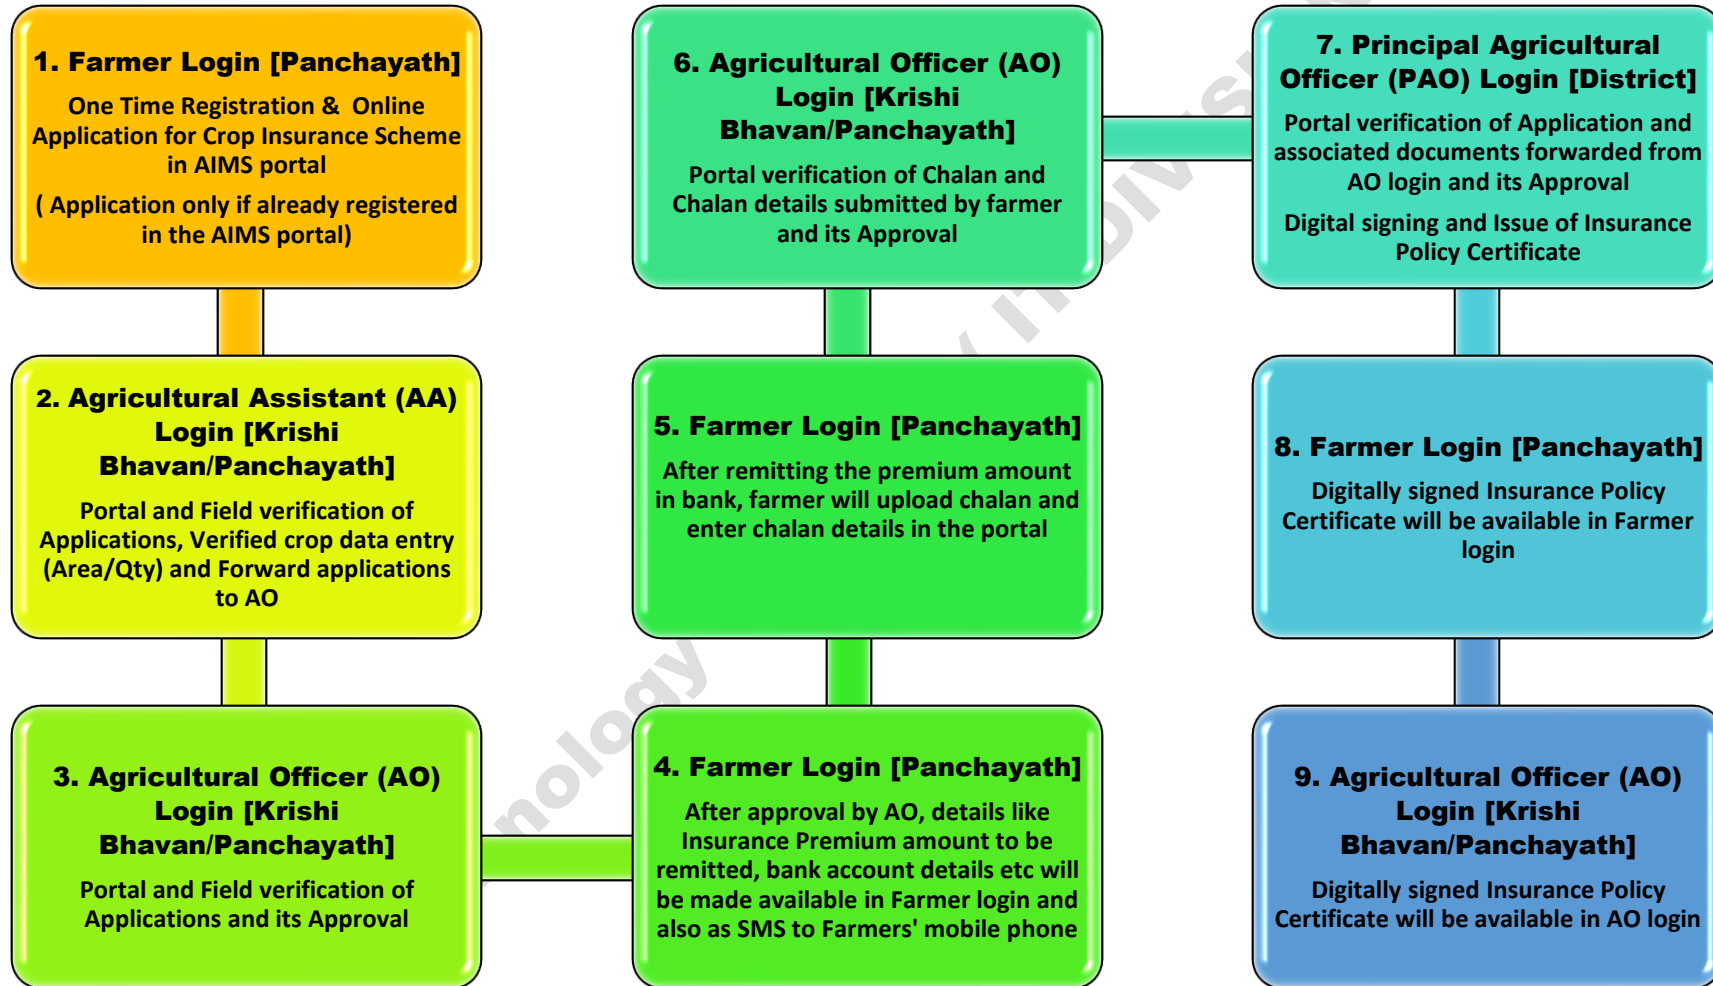 1. Farmer Login [Panchayath]
One Time Registration & Online
Application for Crop Insurance Scheme
in AIMS portal
( Application only if already registered
in the AIMS portal)
2. Agricultural Assistant (AA)
Login [Krishi
Bhavan/Panchayath]
Portal and Field verification of
Applications, Verified crop data entry
(Area/Qty) and Forward applications
to AO
3. Agricultural Officer (AO)
Login [Krishi
Bhavan/Panchayath]
Portal and Field verification of
Applications and its Approval
4. Farmer Login [Panchayath]
After approval by AO, details like
Insurance Premium amount to be
remitted, bank account details etc will
be made available in Farmer login and
also as SMS to Farmers' mobile phone
5. Farmer Login [Panchayath]
After remitting the premium amount
in bank, farmer will upload chalan and
enter chalan details in the portal
6. Agricultural Officer (AO)
Login [Krishi
Bhavan/Panchayath]
Portal verification of Chalan and
Chalan details submitted by farmer
and its Approval
7. Principal Agricultural
Officer (PAO) Login [District]
Portal verification of Application and
associated documents forwarded from
AO login and its Approval
Digital signing and Issue of Insurance
Policy Certificate
8. Farmer Login [Panchayath]
Digitally signed Insurance Policy
Certificate will be available in Farmer
login
9. Agricultural Officer (AO)
Login [Krishi
Bhavan/Panchayath]
Digitally signed Insurance Policy
Certificate will be available in AO login